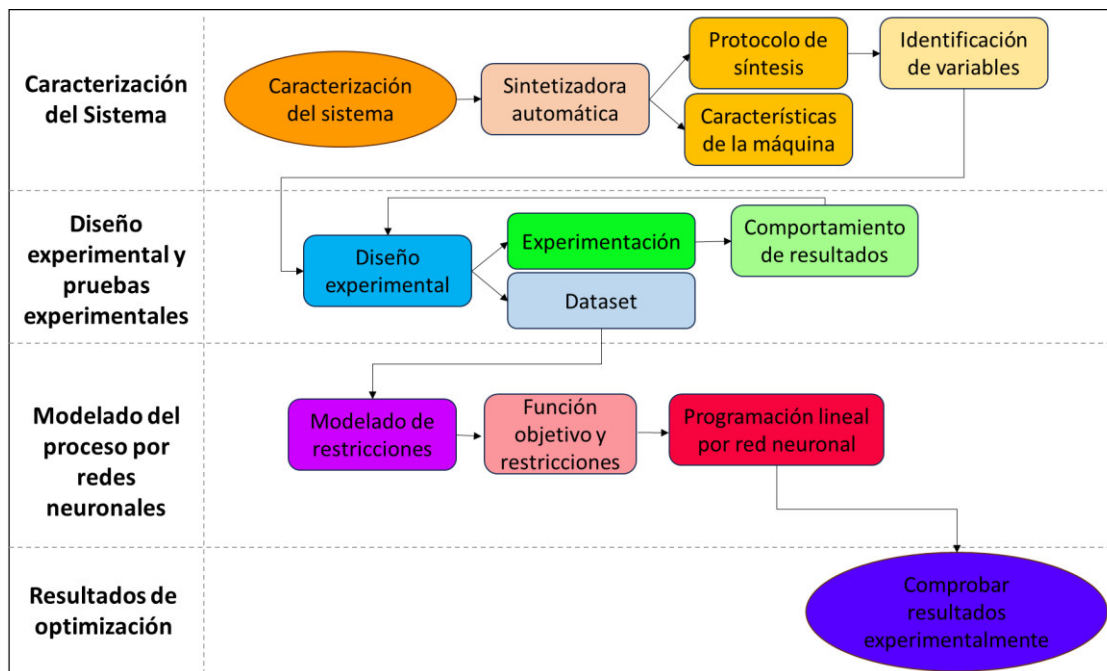 Caracterización
del Sistema
Caracterización
del sistema
Sintetizadora
automática
Protocolo de
síntesis
Características
de la máquina
Identificación
de variables
Diseño
experimental y
pruebas
experimentales
Diseño
experimental
Experimentación
Dataset
Comportamiento
de resultados
Modelado del
proceso por
redes
neuronales
Modelado de
restricciones
Función
objetivo y
restricciones
Programación lineal
por red neuronal
Resultados de
optimización
Comprobar
resultados
experimentalmente